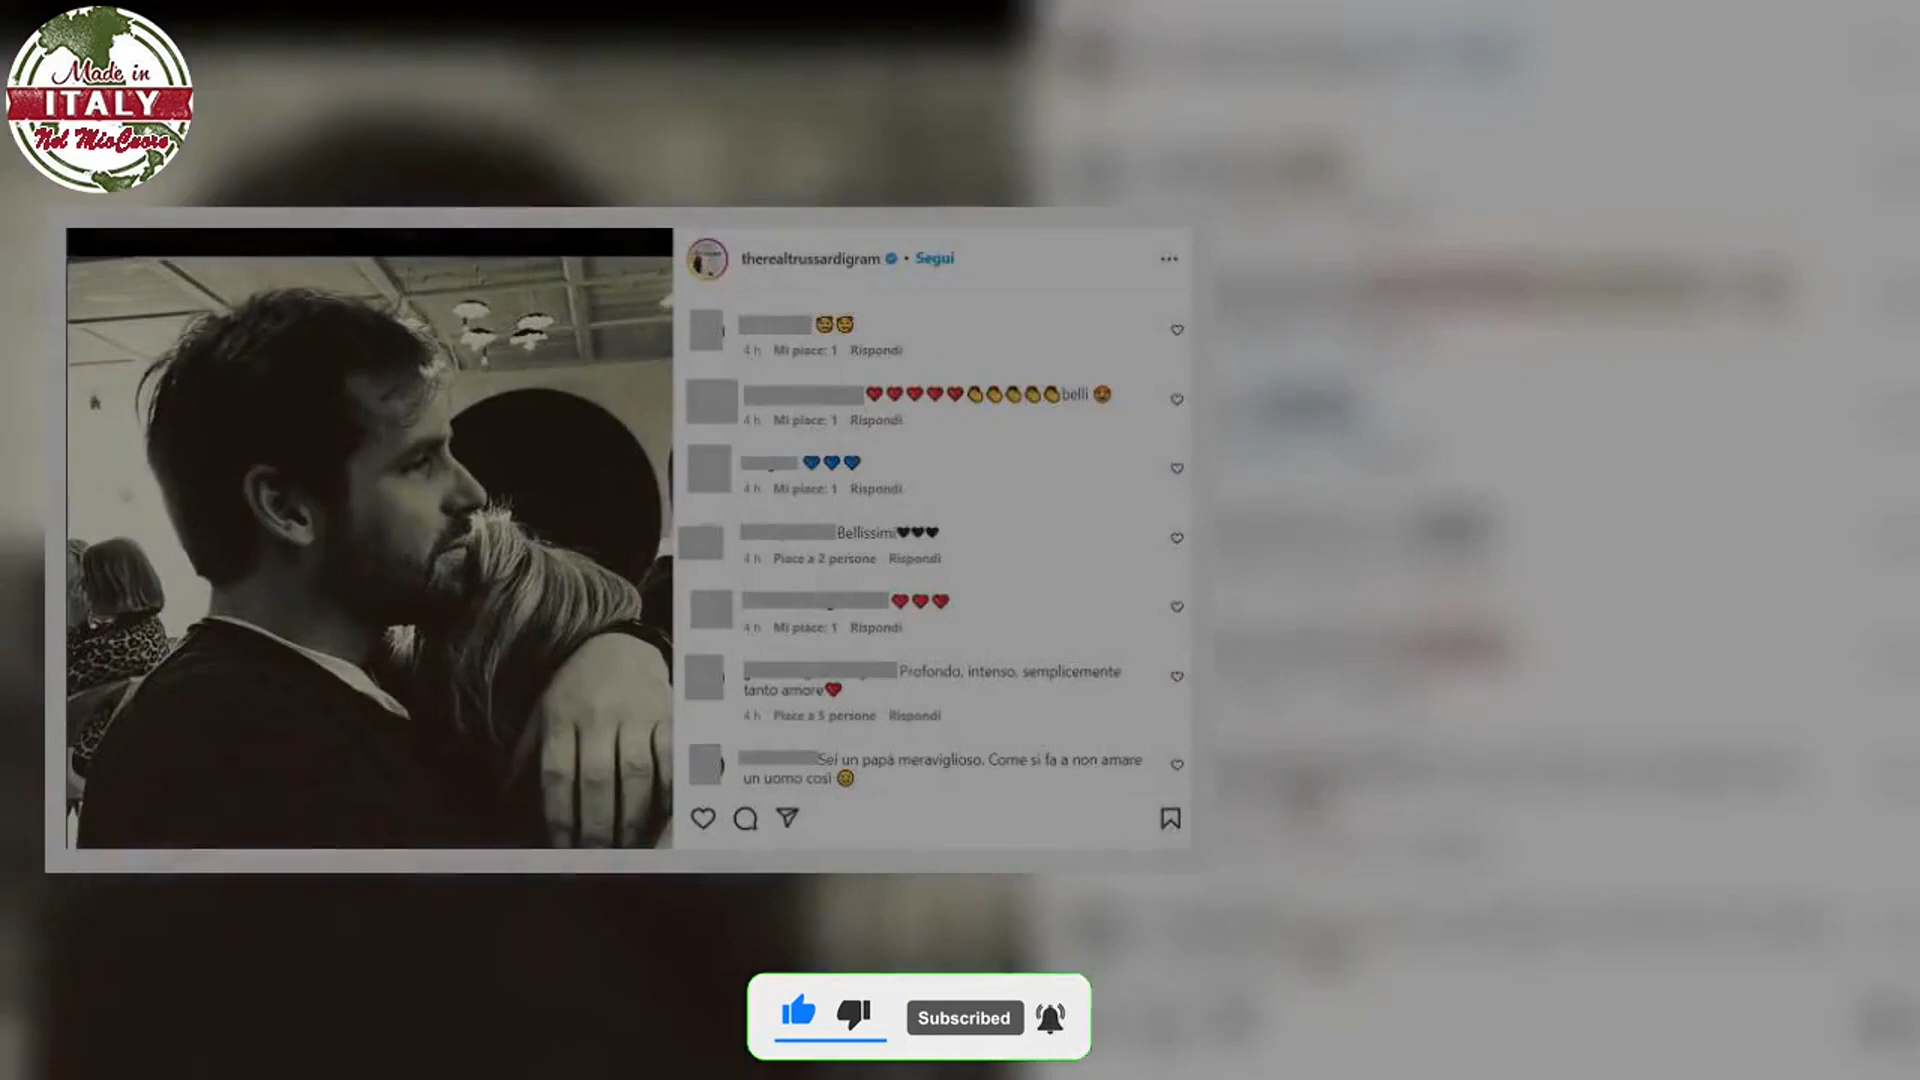 Made in
ITALY
Nel Mio Cuore
therealtrussardigram • Segui
4 h Mi piace: 1 Rispondi
belli
4 h Mi piace: 1 Rispondi
4 h Mi piace: 1 Rispondi
Bellissimi
4 h Piace a 2 persone Rispondi
4 h Mi piace: 1 Rispondi
Profondo, intenso, semplicemente
tanto amore
4 h Piace a 5 persone Rispondi
Sei un papà meraviglioso. Come si fa a non amare
un uomo così
Subscribed